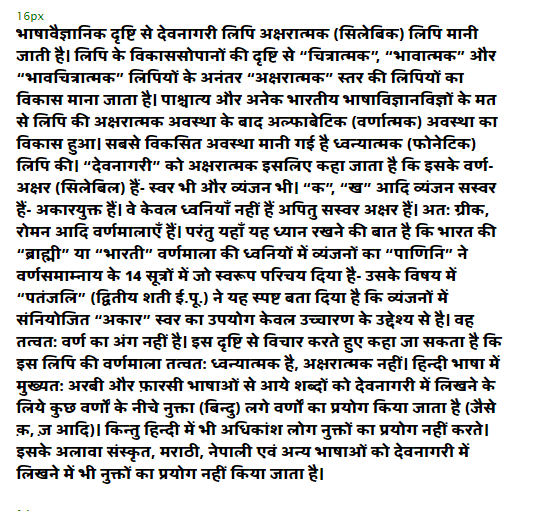 16px
भाषावैज्ञानिक दृष्टि से देवनागरी लिपि अक्षरात्मक (सिलेबिक) लिपि मानी
जाती है। लिपि के विकाससोपानों की दृष्टि से “चित्रात्मक”, “भावात्मक” और
“भावचित्रात्मक” लिपियों के अनंतर “अक्षरात्मक” स्तर की लिपियों का
विकास माना जाता है। पाश्चात्य और अनेक भारतीय भाषाविज्ञानविज्ञों के मत
से लिपि की अक्षरात्मक अवस्था के बाद अल्फाबेटिक (वर्णात्मक) अवस्था का
विकास हुआ। सबसे विकसित अवस्था मानी गई है ध्वन्यात्मक (फोनेटिक)
लिपि की। “देवनागरी” को अक्षरात्मक इसलिए कहा जाता है कि इसके वर्ण-
अक्षर (सिलेबिल) हैं- स्वर भी और व्यंजन भी। “क”, “ख” आदि व्यंजन सस्वर
हैं- अकारयुक्त हैं। वे केवल ध्वनियाँ नहीं हैं अपितु सस्वर अक्षर हैं। अत: ग्रीक,
रोमन आदि वर्णमालाएँ हैं। परंतु यहाँ यह ध्यान रखने की बात है कि भारत की
“ब्राह्मी” या “भारती” वर्णमाला की ध्वनियों में व्यंजनों का “पाणिनि” ने
वर्णसमाम्नाय के 14 सूत्रों में जो स्वरूप परिचय दिया है- उसके विषय में
“पतंजलि” (द्वितीय शती ई.पू.) ने यह स्पष्ट बता दिया है कि व्यंजनों में
संनियोजित “अकार” स्वर का उपयोग केवल उच्चारण के उद्देश्य से है। वह
तत्वत: वर्ण का अंग नहीं है। इस दृष्टि से विचार करते हुए कहा जा सकता है कि
इस लिपि की वर्णमाला तत्वत: ध्वन्यात्मक है, अक्षरात्मक नहीं। हिन्दी भाषा में
मुख्यत: अरबी और फ़ारसी भाषाओं से आये शब्दों को देवनागरी में लिखने के
लिये कुछ वर्णों के नीचे नुक्ता (बिन्दु) लगे वर्णों का प्रयोग किया जाता है (जैसे
क़, ज़ आदि)। किन्तु हिन्दी में भी अधिकांश लोग नुक्तों का प्रयोग नहीं करते।
इसके अलावा संस्कृत, मराठी, नेपाली एवं अन्य भाषाओं को देवनागरी में
लिखने में भी नुक्तों का प्रयोग नहीं किया जाता है।